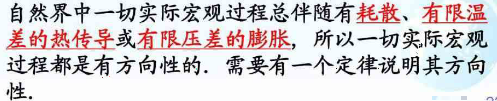 自然界中一切实际宏观过程总伴随有耗散、有限温
差的热传导或有限压差的膨胀，所以一切实际宏观
过程都是有方向性的．需要有一个定律说明其方向
性．